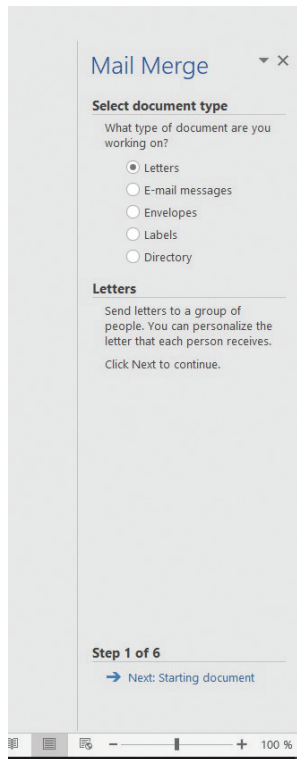 Mail Merge
Select document type
What type of document are you
working on?
Letters
E-mail messages
Envelopes
Labels
Directory
Letters
Send letters to a group of
people. You can personalize the
letter that each person receives.
Click Next to continue.
Step 1 of 6
Next: Starting document
100 %